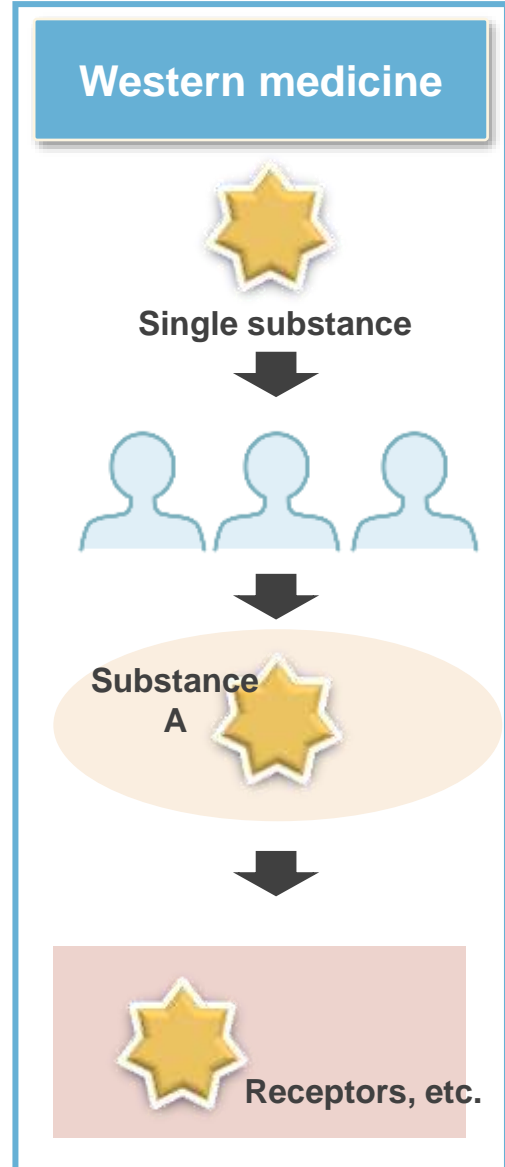 Western medicine
Single substance
Substance
A
Receptors, etc.